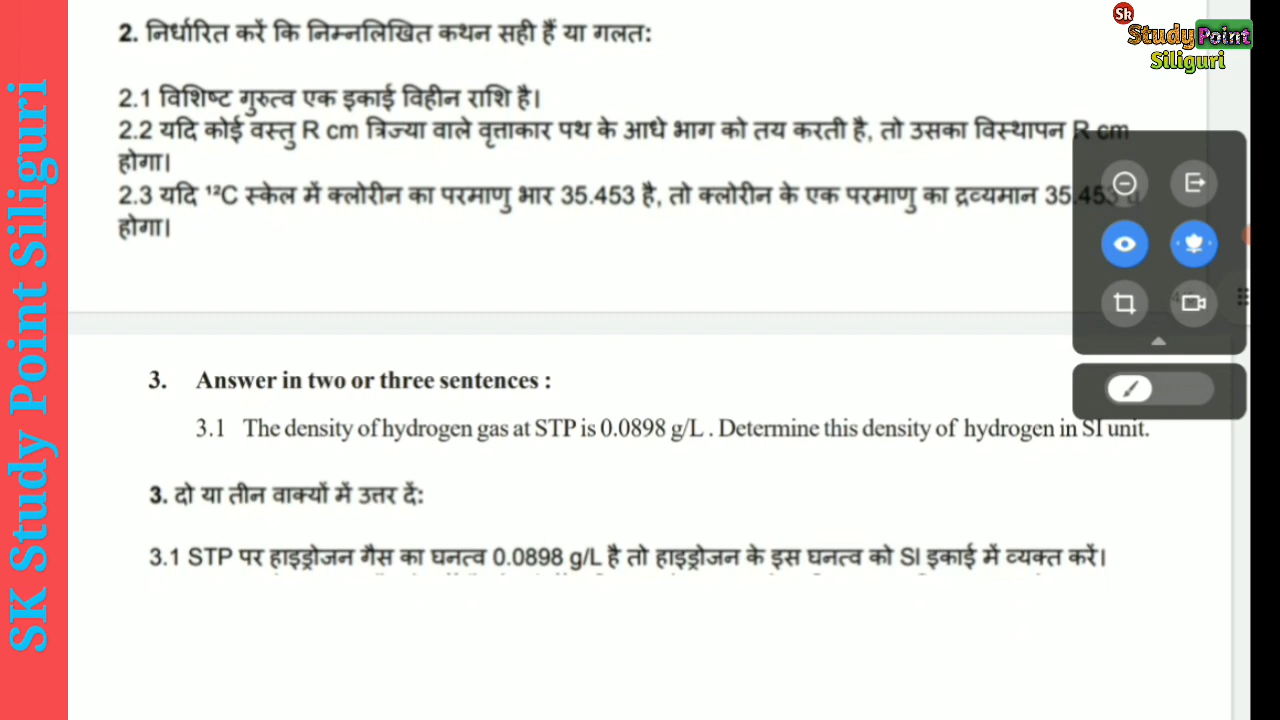 Sk
Study Point
Siliguri
SK Study Point Siliguri
2. निर्धारित करें कि निम्नलिखित कथन सही हैं या गलत:
2.1 विशिष्ट गुरुत्व एक इकाई विहीन राशि है।
2.2 यदि कोई वस्तु R cm त्रिज्या वाले वृत्ताकार पथ के आधे भाग को तय करती है, तो उसका विस्थापन R cm
होगा।
2.3 यदि ¹²C स्केल में क्लोरीन का परमाणु भार 35.453 है, तो क्लोरीन के एक परमाणु का द्रव्यमान 35.453 g
होगा।
3. Answer in two or three sentences :
3.1 The density of hydrogen gas at STP is 0.0898 g/L . Determine this density of hydrogen in SI unit.
3. दो या तीन वाक्यों में उत्तर दें:
3.1 STP पर हाइड्रोजन गैस का घनत्व 0.0898 g/L है तो हाइड्रोजन के इस घनत्व को SI इकाई में व्यक्त करें।